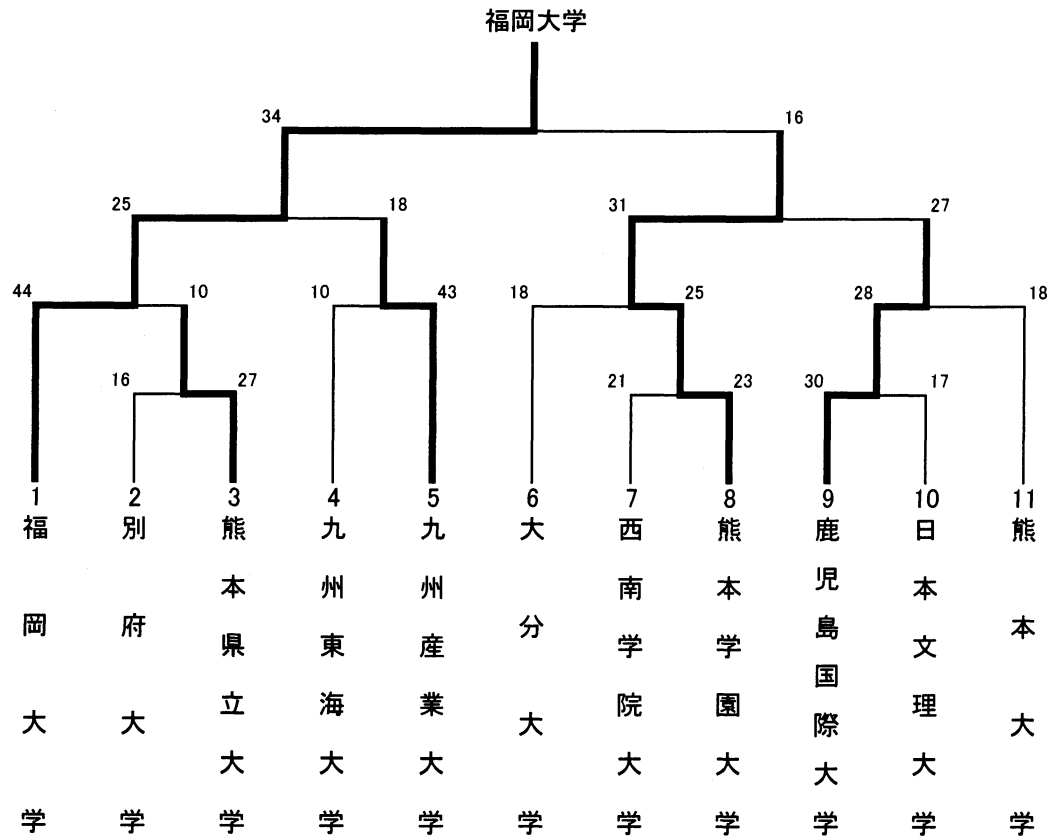 福岡大学
34 16
25 18 31 27
44 10 10 43 18 25 28 18
16 27 21 23 30 17
1 2 3 4 5 6 7 8 9 10 11
福岡大学
別府大学
熊本県立大学
九州東海大学
九州産業大学
大分大学
西南学院大学
熊本学園大学
鹿児島国際大学
日本文理大学
熊本大学